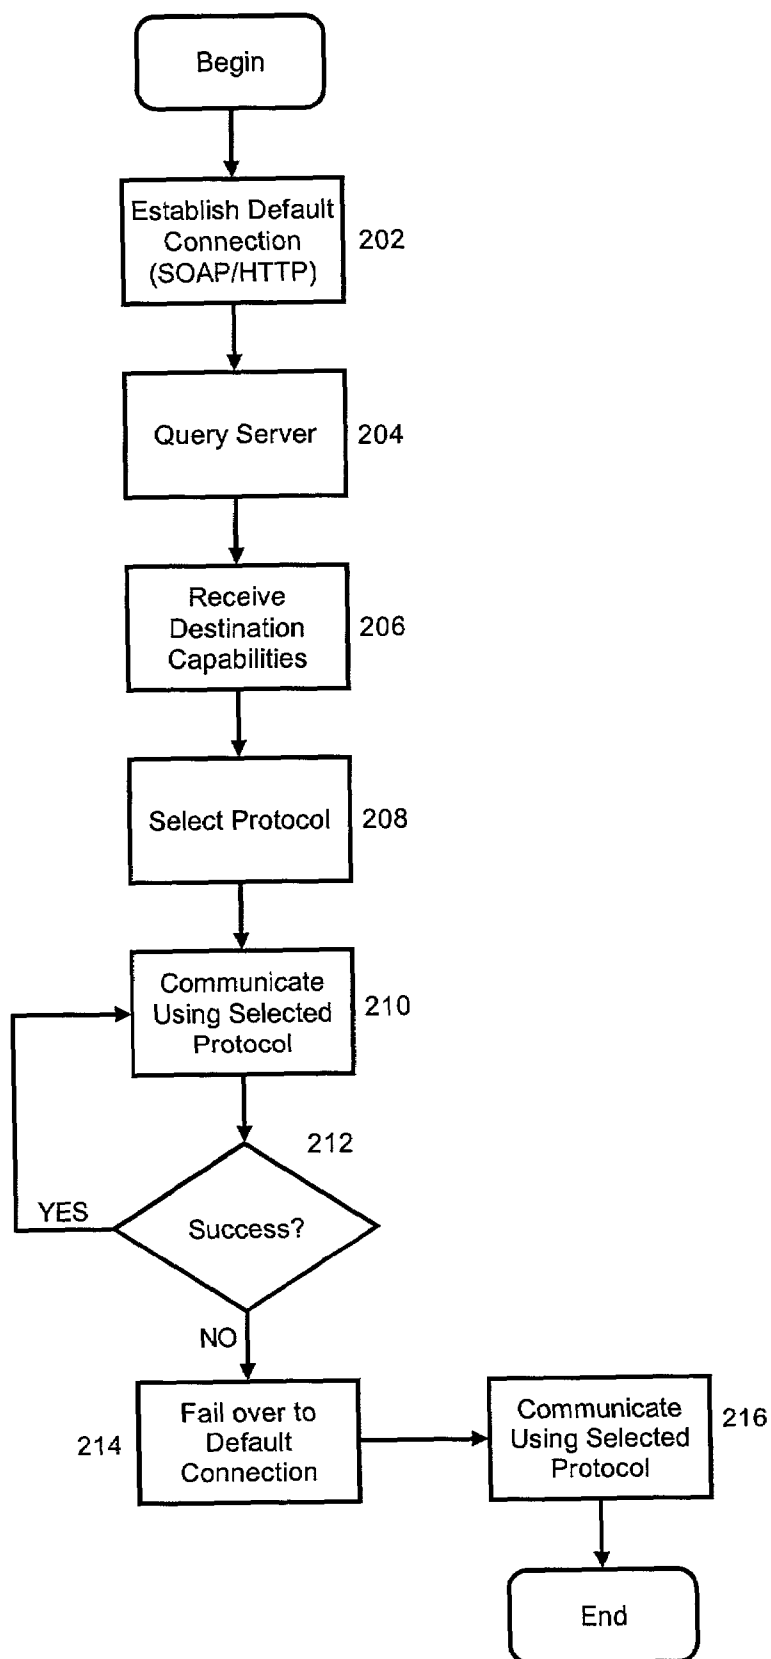 Begin
Establish Default
Connection
(SOAP/HTTP)
202
Query Server
204
Receive
Destination
Capabilities
206
Select Protocol
208
Communicate
Using Selected
Protocol
210
212
YES
Success?
NO
Fail over to
Default
Connection
214
Communicate
Using Selected
Protocol
216
End